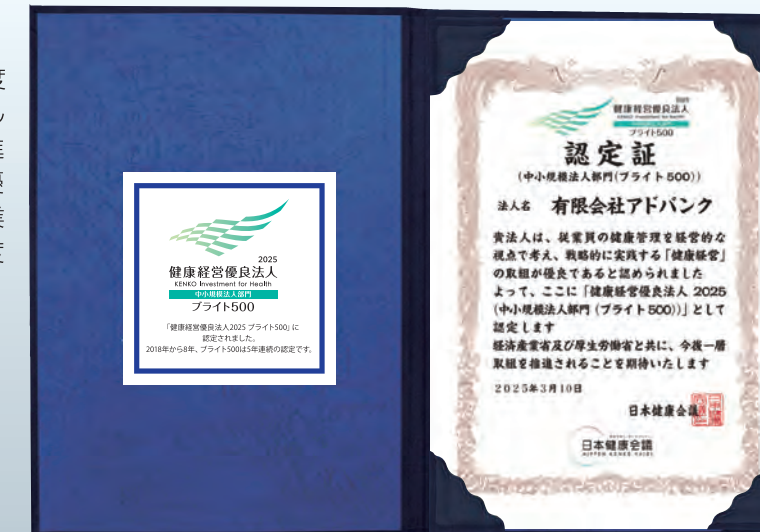 度
進
優
業
度
2025
健康経営優良法人
KENKO Investment for Health
中小規模法人部門
ブライト500
「健康経営優良法人2025 ブライト500」に
認定されました。
2018年から8年、ブライト500は5年連続の認定です。
2025
健康経営優良法人
KENKO Investment for Health
ブライト500
認定証
(中小規模法人部門(ブライト500))
法人名 有限会社アドバンク
貴法人は、従業員の健康管理を経営的な
視点で考え、戦略的に実践する「健康経営」
の取組が優良であると認められました
よって、ここに「健康経営優良法人 2025
(中小規模法人部門 (ブライト500))」として
認定します
経済産業省及び厚生労働省と共に、今後一層
取組を推進されることを期待いたします
2025年3月10日
日本健康会議
日本健康会議
NIPPON KENKO KAIGI